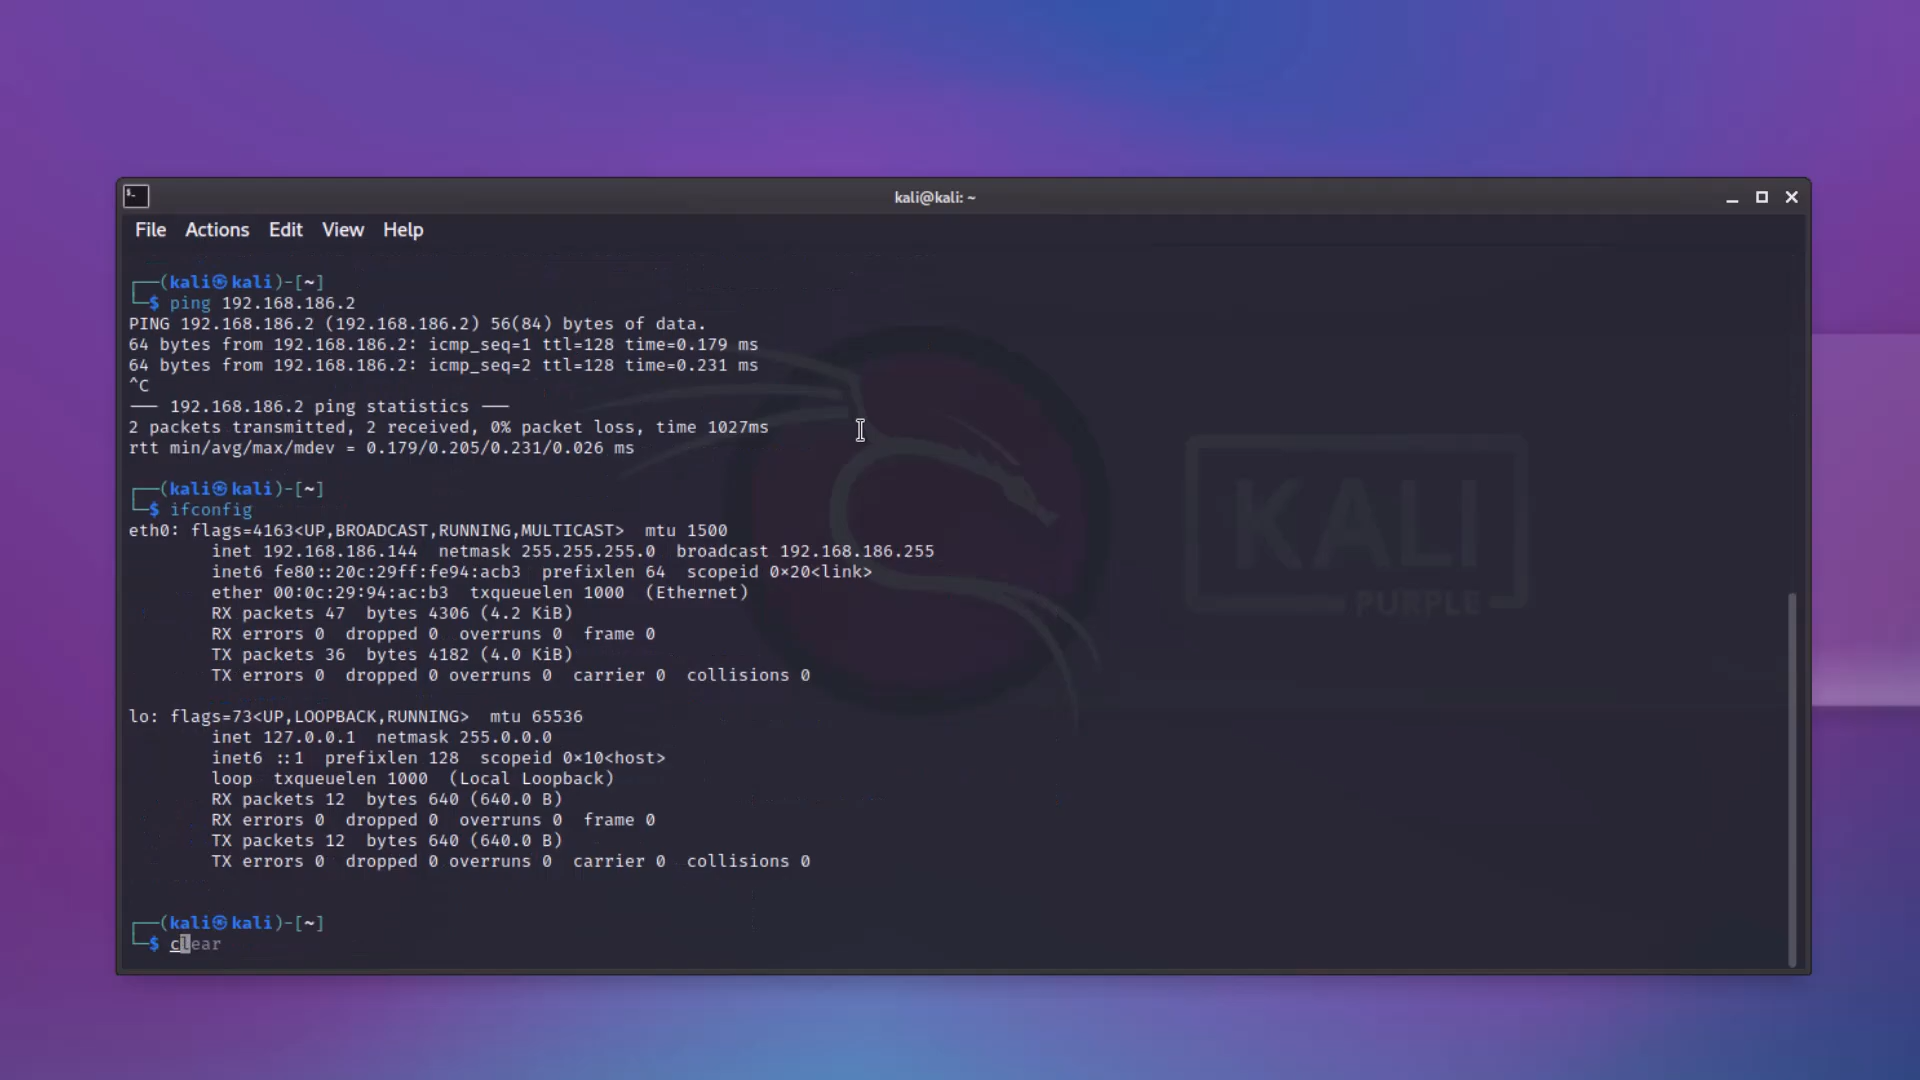 kali@kali: ~
File Actions Edit View Help
┌──(kali㉿kali)-[~]
└─$ ping 192.168.186.2
PING 192.168.186.2 (192.168.186.2) 56(84) bytes of data.
64 bytes from 192.168.186.2: icmp_seq=1 ttl=128 time=0.179 ms
64 bytes from 192.168.186.2: icmp_seq=2 ttl=128 time=0.231 ms
^C
── 192.168.186.2 ping statistics ──
2 packets transmitted, 2 received, 0% packet loss, time 1027ms
rtt min/avg/max/mdev = 0.179/0.205/0.231/0.026 ms
┌──(kali㉿kali)-[~]
└─$ ifconfig
eth0: flags=4163<UP,BROADCAST,RUNNING,MULTICAST>  mtu 1500
        inet 192.168.186.144  netmask 255.255.255.0  broadcast 192.168.186.255
        inet6 fe80::20c:29ff:fe94:acb3  prefixlen 64  scopeid 0×20<link>
        ether 00:0c:29:94:ac:b3  txqueuelen 1000  (Ethernet)
        RX packets 47  bytes 4306 (4.2 KiB)
        RX errors 0  dropped 0  overruns 0  frame 0
        TX packets 36  bytes 4182 (4.0 KiB)
        TX errors 0  dropped 0 overruns 0  carrier 0  collisions 0
lo: flags=73<UP,LOOPBACK,RUNNING>  mtu 65536
        inet 127.0.0.1  netmask 255.0.0.0
        inet6 ::1  prefixlen 128  scopeid 0×10<host>
        loop  txqueuelen 1000  (Local Loopback)
        RX packets 12  bytes 640 (640.0 B)
        RX errors 0  dropped 0  overruns 0  frame 0
        TX packets 12  bytes 640 (640.0 B)
        TX errors 0  dropped 0 overruns 0  carrier 0  collisions 0
┌──(kali㉿kali)-[~]
└─$ clear
KALI
PURPLE